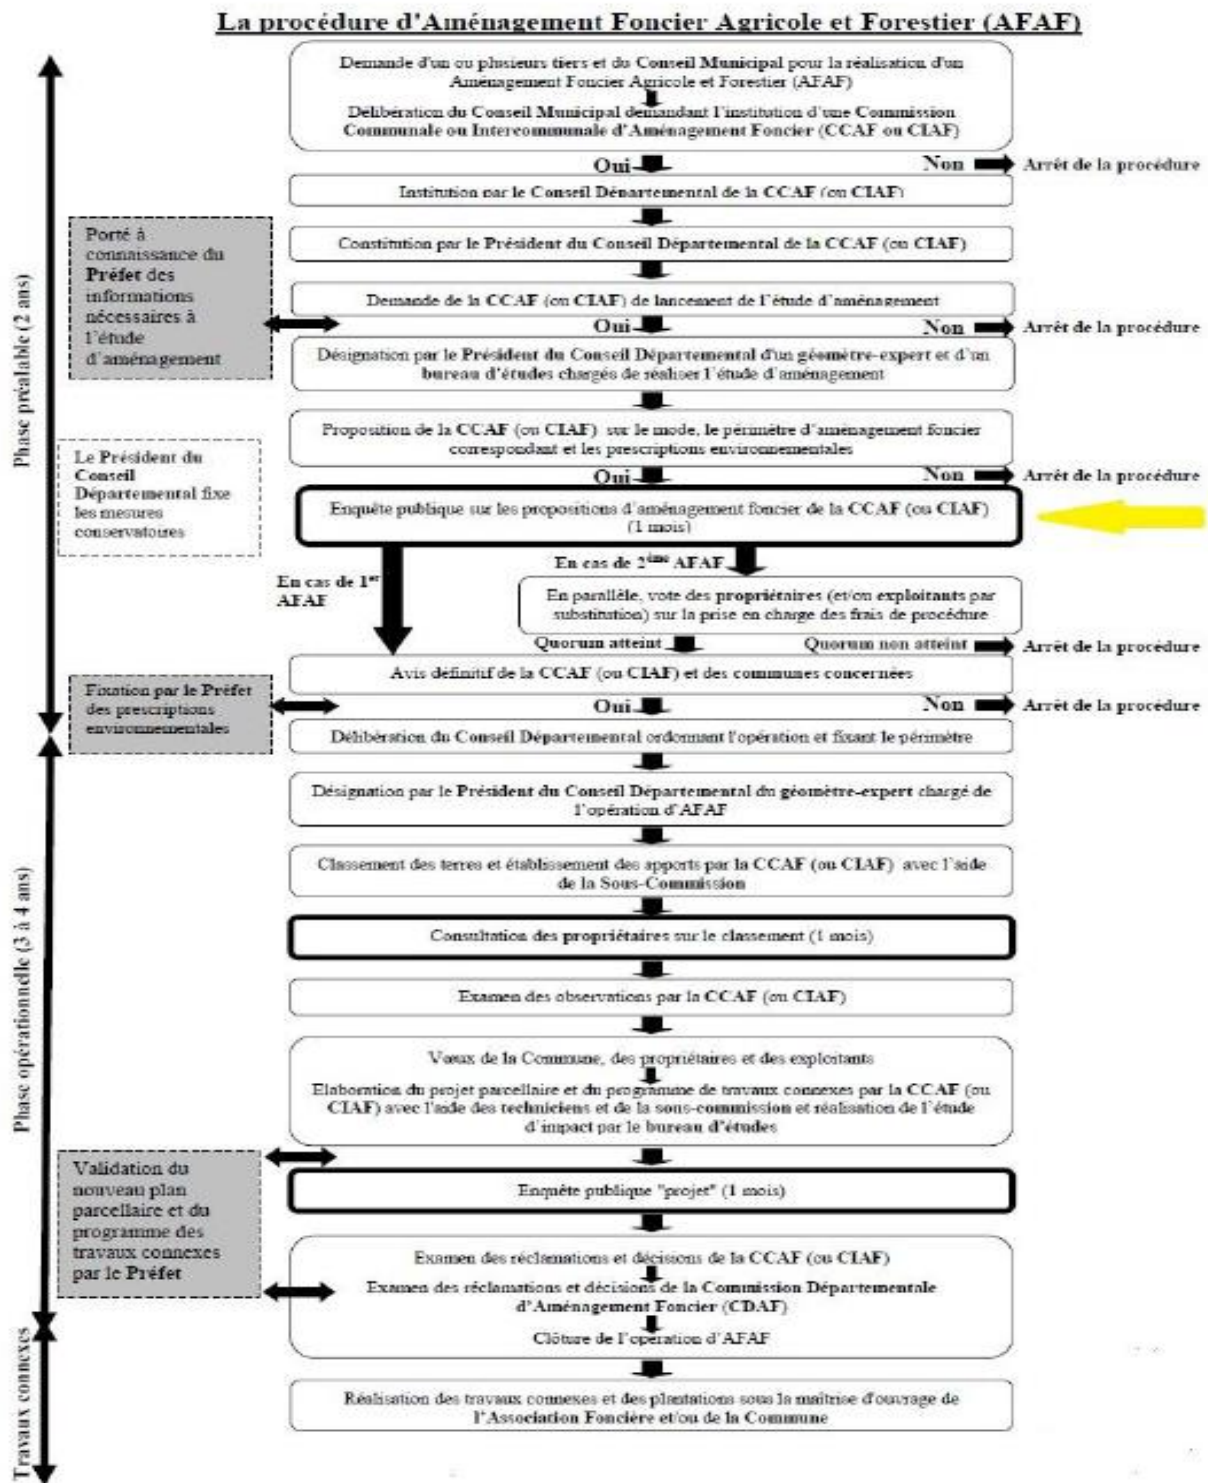 La procédure d'Aménagement Foncier Agricole et Forestier (AFAF)
Demande d'un ou plusieurs tiers et du Conseil Municipal pour la réalisation d'un
Aménagement Foncier Agricole et Forestier (AFAF)
Délibération du Conseil Municipal demandant l'institution d'une Commission
Communale ou Intercommunale d'Aménagement Foncier (CCAF ou CIAF)
Oui
Non
Arrêt de la procédure
Institution par le Conseil Départemental de la CCAF (ou CIAF)
Constitution par le Président du Conseil Départemental de la CCAF (ou CIAF)
Demande de la CCAF (ou CIAF) de lancement de l'étude d'aménagement
Porté à
connaissance du
Préfet des
informations
nécessaires à
l'étude
d'aménagement
Oui
Non
Arrêt de la procédure
Désignation par le Président du Conseil Départemental d'un géomètre-expert et d'un
bureau d'études chargés de réaliser l'étude d'aménagement
Proposition de la CCAF (ou CIAF) sur le mode, le périmètre d'aménagement foncier
correspondant et les prescriptions environnementales
Oui
Non
Arrêt de la procédure
Le Président du
Conseil
Départemental fixe
les mesures
conservatoires
Enquête publique sur les propositions d'aménagement foncier de la CCAF (ou CIAF)
(1 mois)
En cas de 1er
AFAF
En cas de 2ème AFAF
En parallèle, vote des propriétaires (et/ou exploitants par
substitution) sur la prise en charge des frais de procédure
Quorum atteint
Quorum non atteint
Arrêt de la procédure
Avis définitif de la CCAF (ou CIAF) et des communes concernées
Fixation par le Préfet
des prescriptions
environnementales
Oui
Non
Arrêt de la procédure
Délibération du Conseil Départemental ordonnant l'opération et fixant le périmètre
Phase préalable (2 ans)
Désignation par le Président du Conseil Départemental du géomètre-expert chargé de
l'opération d'AFAF
Classement des terres et établissement des apports par la CCAF (ou CIAF) avec l'aide
de la Sous-Commission
Consultation des propriétaires sur le classement (1 mois)
Examen des observations par la CCAF (ou CIAF)
Vœux de la Commune, des propriétaires et des exploitants
Elaboration du projet parcellaire et du programme de travaux connexes par la CCAF (ou
CIAF) avec l'aide des techniciens et de la sous-commission et réalisation de l'étude
d'impact par le bureau d'études
Validation du
nouveau plan
parcellaire et du
programme des
travaux connexes
par le Préfet
Enquête publique "projet" (1 mois)
Examen des réclamations et décisions de la CCAF (ou CIAF)
Examen des réclamations et décisions de la Commission Départementale
d'Aménagement Foncier (CDAF)
Clôture de l'opération d'AFAF
Phase opérationnelle (3 à 4 ans)
Réalisation des travaux connexes et des plantations sous la maîtrise d'ouvrage de
l'Association Foncière et/ou de la Commune
Travaux connexes